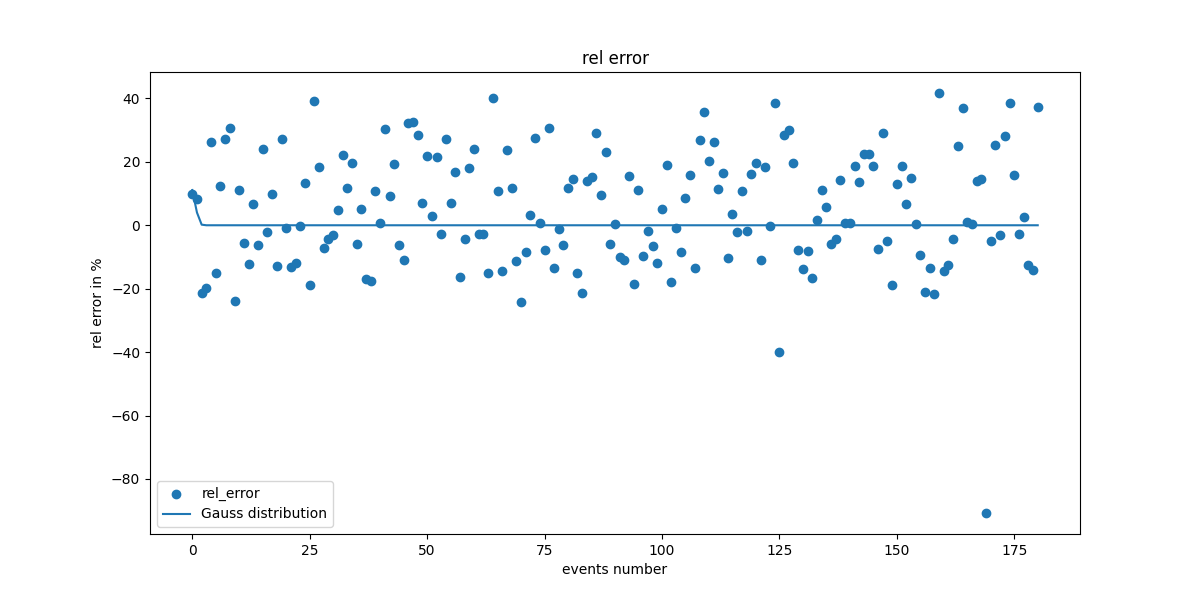 rel error
rel error in %
40
20
0
−20
−40
−60
−80
rel_error
Gauss distribution
0 25 50 75 100 125 150 175
events number